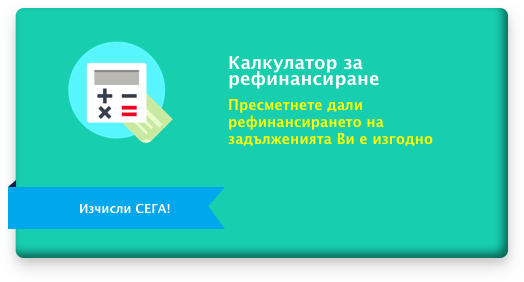 Калкулатор за
рефинансиране
Пресметнете дали
рефинансирането на
задълженията Ви е изгодно
Изчисли СЕГА!